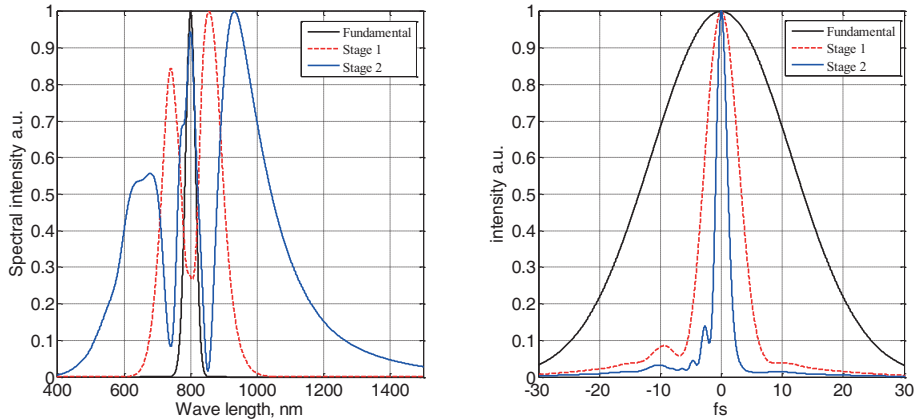 Spectral intensity a.u.
1
0.9
0.8
0.7
0.6
0.5
0.4
0.3
0.2
0.1
0
400 600 800 1000 1200 1400
Wave length, nm
Fundamental
Stage 1
Stage 2
intensity a.u.
1
0.9
0.8
0.7
0.6
0.5
0.4
0.3
0.2
0.1
0
-30 -20 -10 0 10 20 30
fs
Fundamental
Stage 1
Stage 2